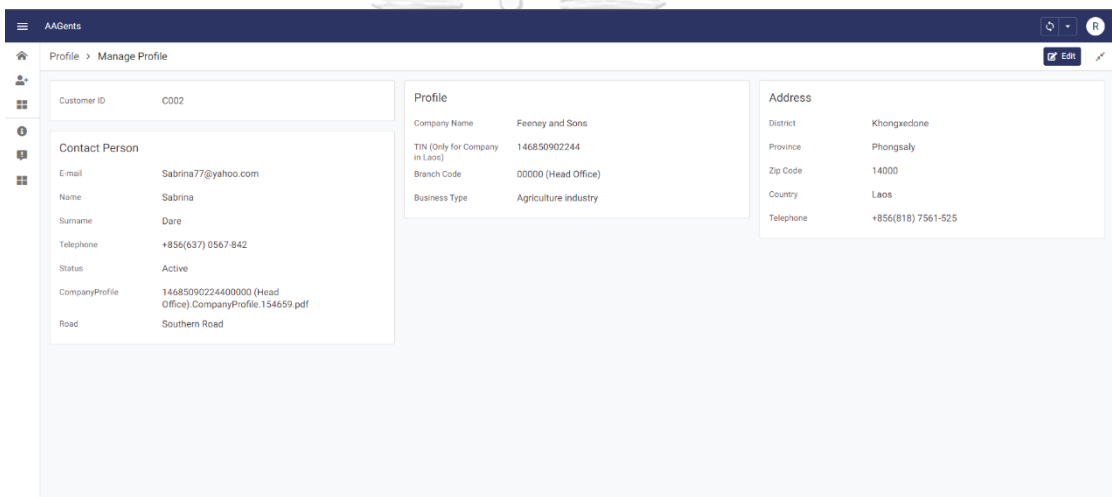 AAGents
R
Profile > Manage Profile
Edit
Customer ID C002
Contact Person
E-mail Sabrina77@yahoo.com
Name Sabrina
Surname Dare
Telephone +856(637) 0567-842
Status Active
CompanyProfile 14685090224400000 (Head
Office).CompanyProfile.154659.pdf
Road Southern Road
Profile
Company Name Feeney and Sons
TIN (Only for Company 146850902244
in Laos)
Branch Code 00000 (Head Office)
Business Type Agriculture industry
Address
District Khongxedone
Province Phongsaly
Zip Code 14000
Country Laos
Telephone +856(818) 7561-525